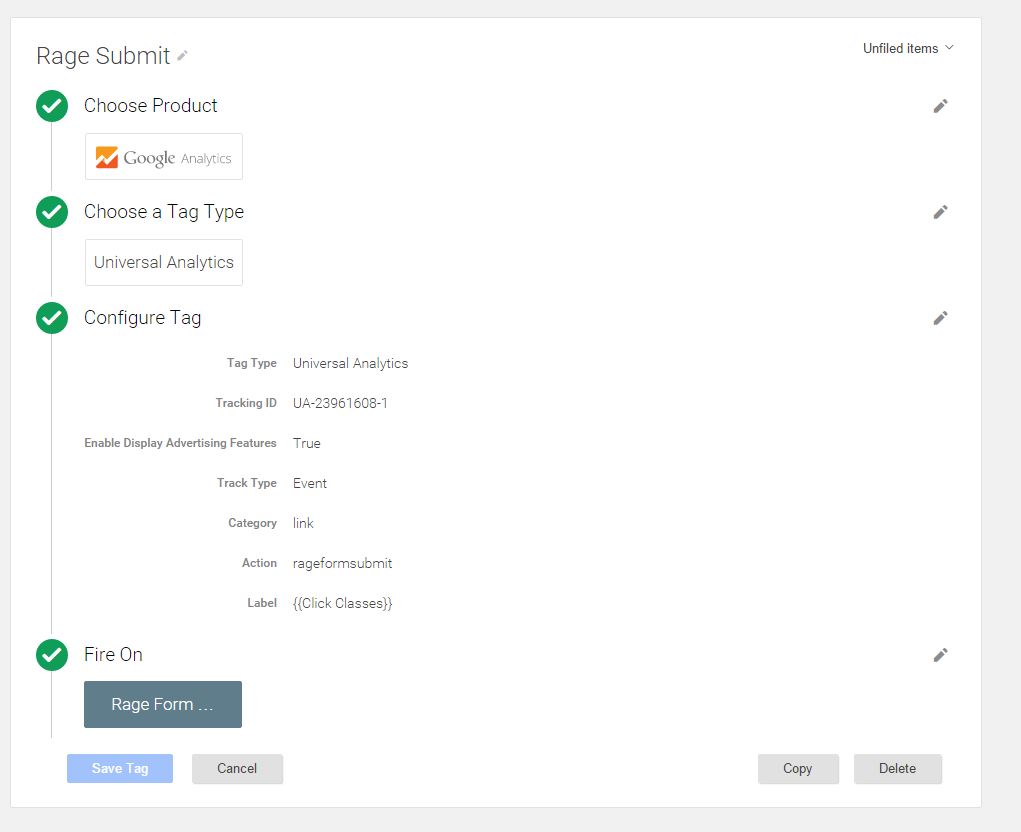 Rage Submit
Unfiled items
Choose Product
Google Analytics
Choose a Tag Type
Universal Analytics
Configure Tag
Tag Type Universal Analytics
Tracking ID UA-23961608-1
Enable Display Advertising Features True
Track Type Event
Category link
Action rageformsubmit
Label {{Click Classes}}
Fire On
Rage Form ...
Save Tag Cancel Copy Delete